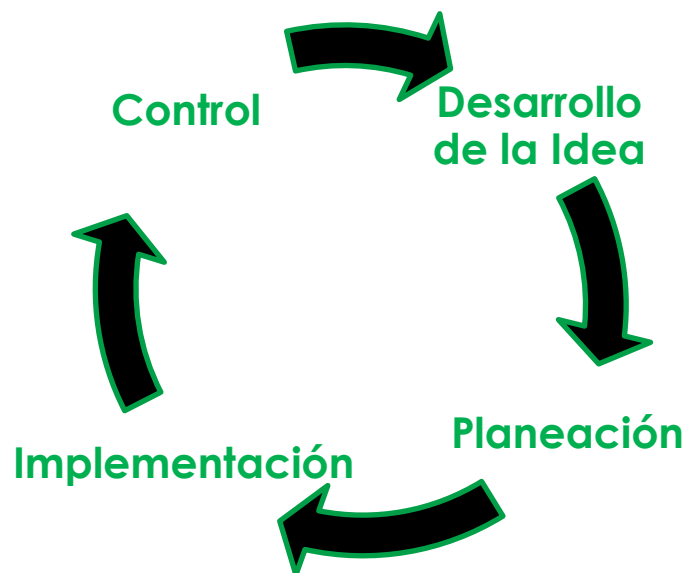 Control
Desarrollo
de la Idea
Planeación
Implementación